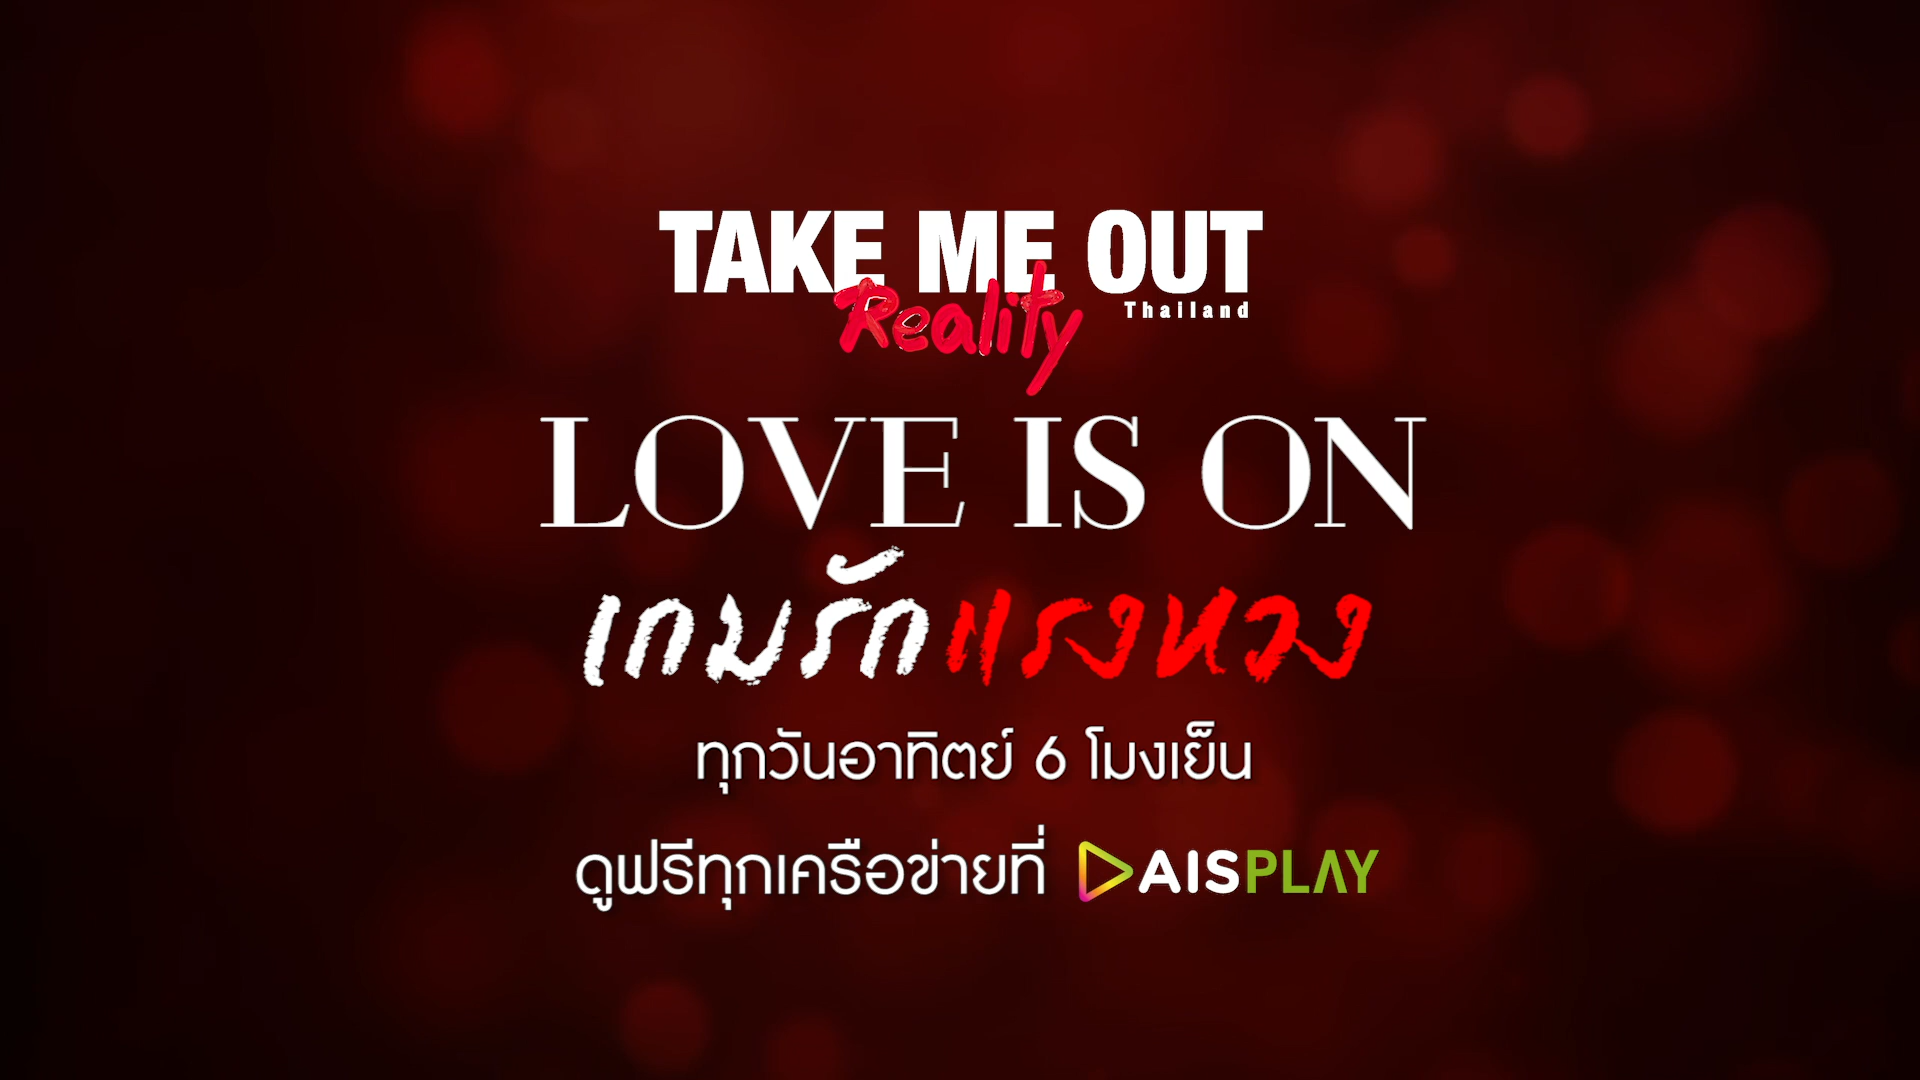 TAKE ME OUT
Reality Thailand
LOVE IS ON
เกมรักแรงหวง
ทุกวันอาทิตย์ 6 โมงเย็น
ดูฟรีทุกเครือข่ายที่ AISPLAY